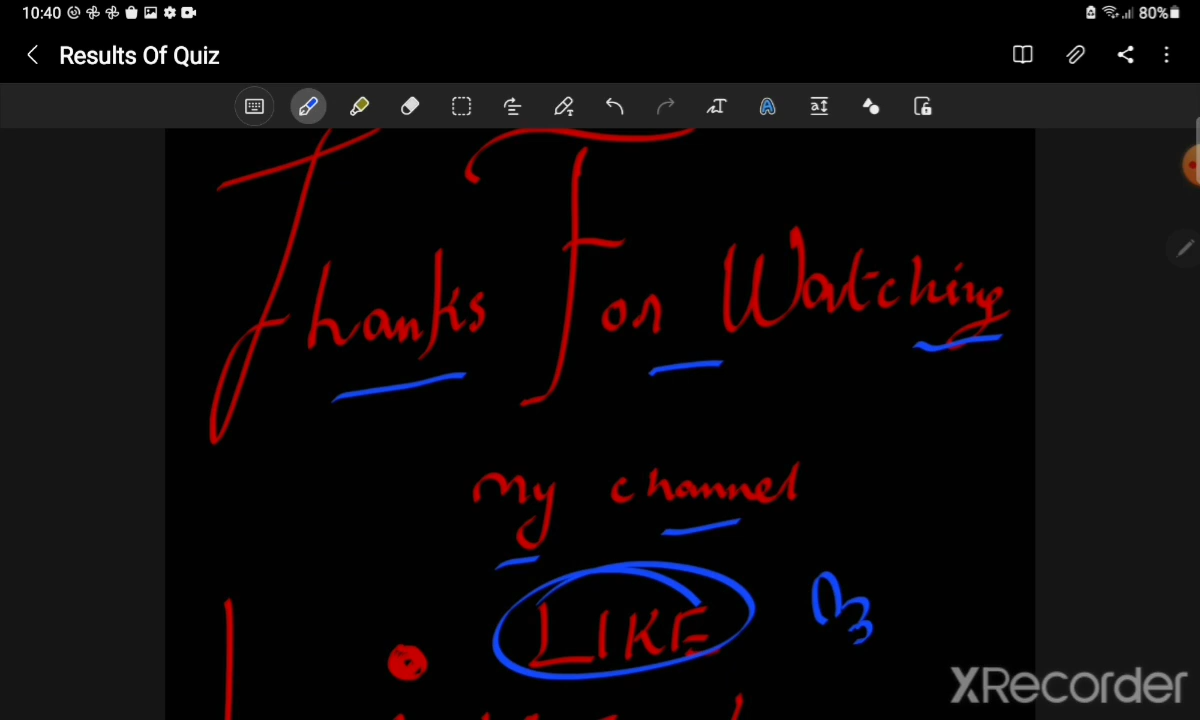 10:40 80%
Results Of Quiz
Thanks For Watching
my channel
LIKE
XRecorder